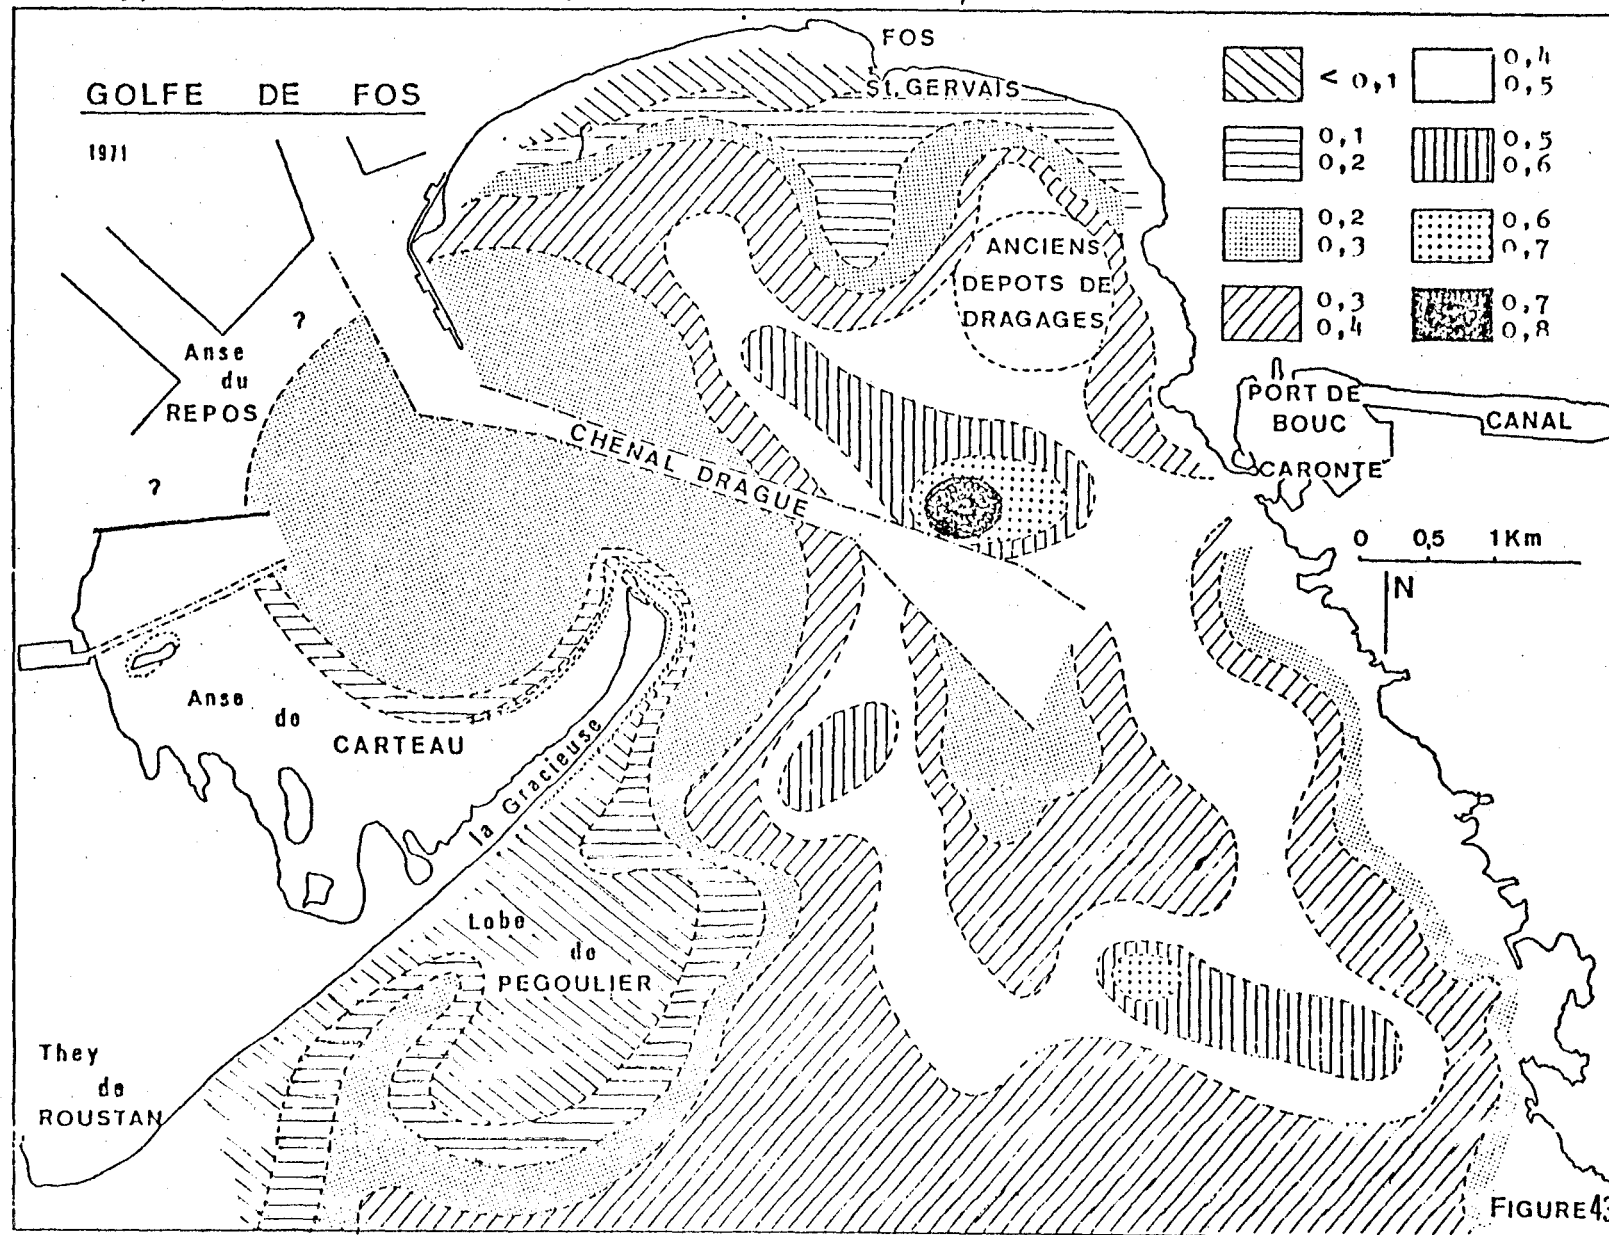 FOS
St. GERVAIS
GOLFE DE FOS
1971
< 0,1
0,1
0,2
0,2
0,3
0,3
0,4
0,4
0,5
0,5
0,6
0,6
0,7
0,7
0,8
ANCIENS
DEPOTS DE
DRAGAGES
?
Anse
du
REPOS
?
CHENAL DRAGUE
PORT DE
BOUC
CANAL
CARONTE
0 0,5 1Km
N
Anse
de
CARTEAU
la Gracieuse
Lobe
de
PEGOULIER
They
de
ROUSTAN
FIGURE 43